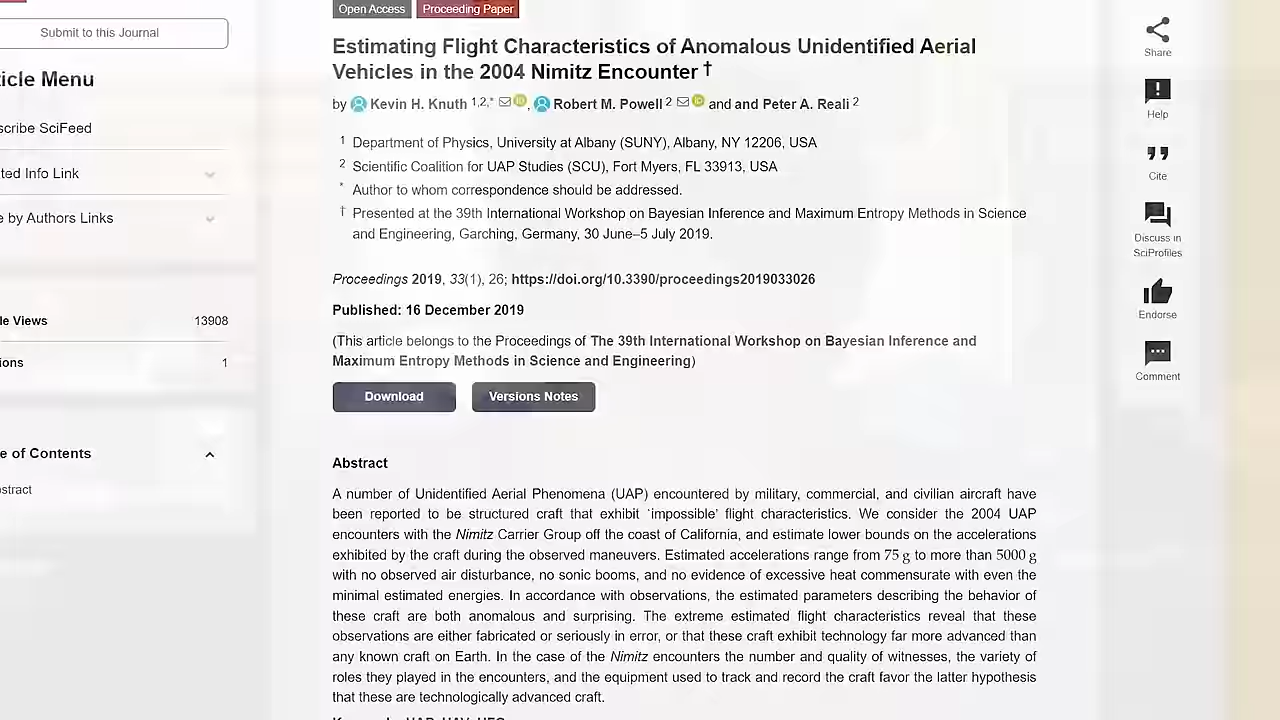 Open Access Proceeding Paper
Submit to this Journal
Estimating Flight Characteristics of Anomalous Unidentified Aerial
Vehicles in the 2004 Nimitz Encounter †
by Kevin H. Knuth 1,2,* , Robert M. Powell 2 and and Peter A. Reali 2
1 Department of Physics, University at Albany (SUNY), Albany, NY 12206, USA
2 Scientific Coalition for UAP Studies (SCU), Fort Myers, FL 33913, USA
* Author to whom correspondence should be addressed.
† Presented at the 39th International Workshop on Bayesian Inference and Maximum Entropy Methods in Science
and Engineering, Garching, Germany, 30 June–5 July 2019.
Proceedings 2019, 33(1), 26; https://doi.org/10.3390/proceedings2019033026
Published: 16 December 2019
(This article belongs to the Proceedings of The 39th International Workshop on Bayesian Inference and
Maximum Entropy Methods in Science and Engineering)
Download Versions Notes
Abstract
A number of Unidentified Aerial Phenomena (UAP) encountered by military, commercial, and civilian aircraft have
been reported to be structured craft that exhibit ‘impossible’ flight characteristics. We consider the 2004 UAP
encounters with the Nimitz Carrier Group off the coast of California, and estimate lower bounds on the accelerations
exhibited by the craft during the observed maneuvers. Estimated accelerations range from 75 g to more than 5000 g
with no observed air disturbance, no sonic booms, and no evidence of excessive heat commensurate with even the
minimal estimated energies. In accordance with observations, the estimated parameters describing the behavior of
these craft are both anomalous and surprising. The extreme estimated flight characteristics reveal that these
observations are either fabricated or seriously in error, or that these craft exhibit technology far more advanced than
any known craft on Earth. In the case of the Nimitz encounters the number and quality of witnesses, the variety of
roles they played in the encounters, and the equipment used to track and record the craft favor the latter hypothesis
that these are technologically advanced craft.
ticle Menu
scribe SciFeed
ted Info Link
e by Authors Links
le Views 13908
ions 1
e of Contents
stract
Share
Help
Cite
Discuss in
SciProfiles
Endorse
Comment